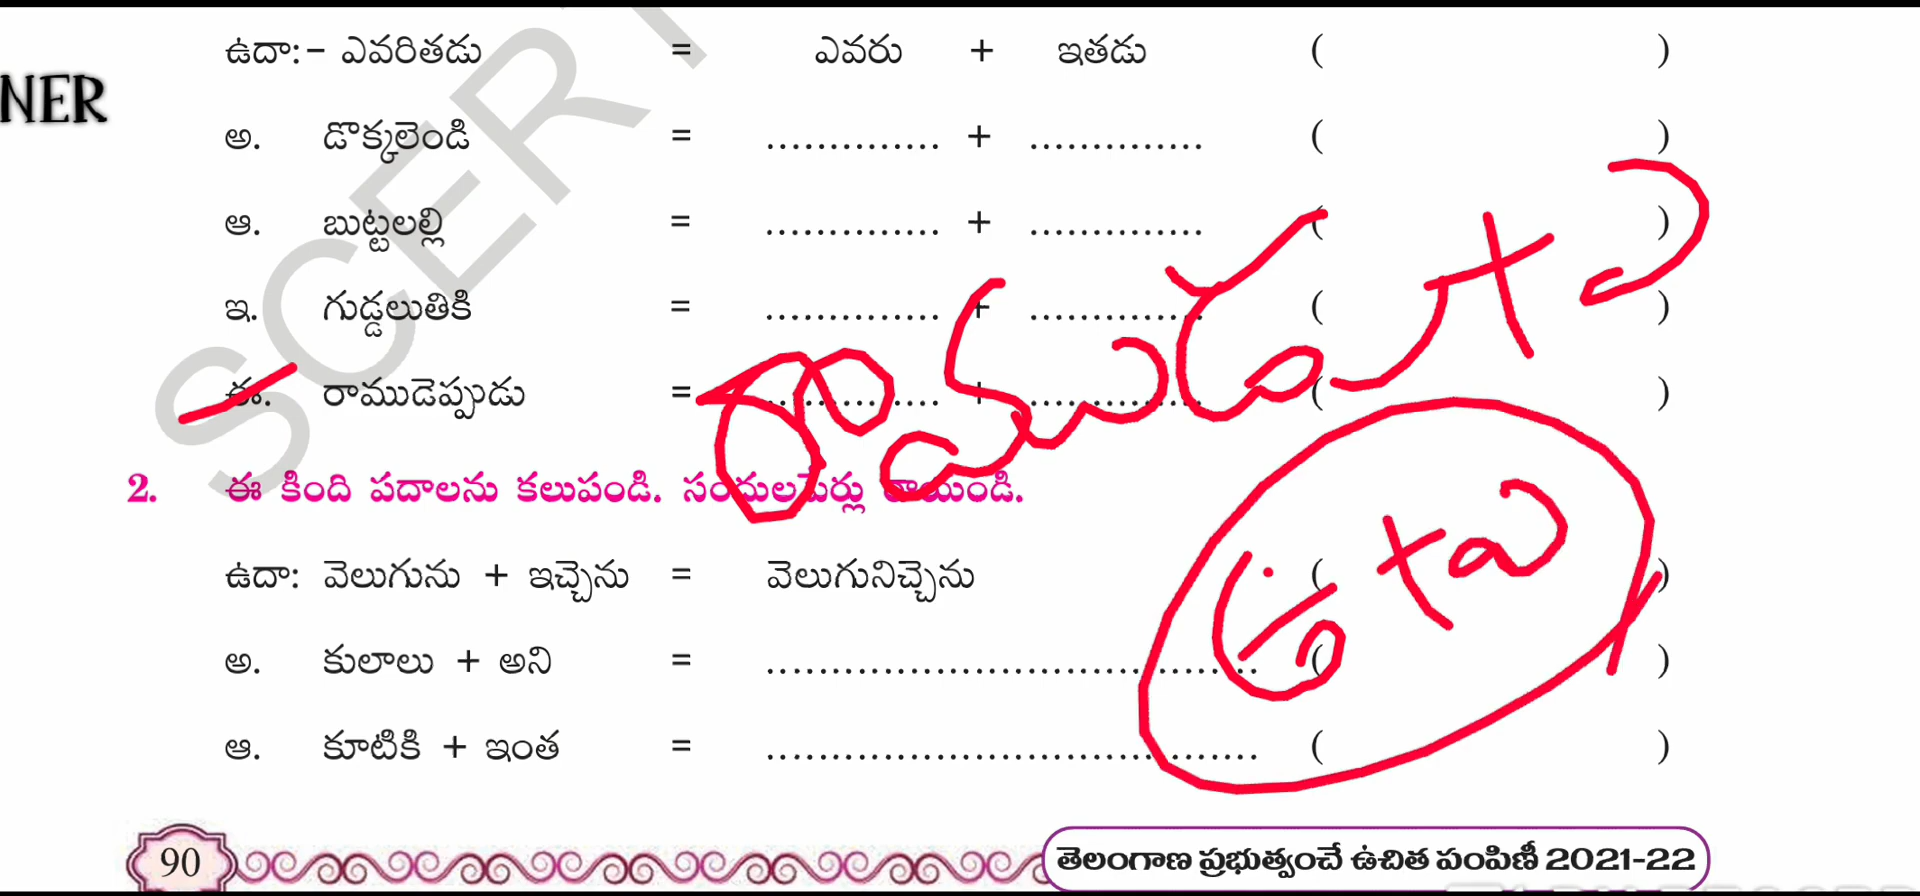 ఉదా:- ఎవరితడు = ఎవరు + ఇతడు ( )
NER
అ. డొక్కలెండి = .............. + .............. ( )
ఆ. బుట్టలల్లి = .............. + .............. ( )
ఇ. గుడ్డలుతికి = .............. + .............. ( )
ఈ. రాముడెప్పుడు = .............. + .............. ( )
రాముడు +
2. ఈ కింది పదాలను కలుపండి. సంధులపేర్లు రాయండి.
ఉదా: వెలుగును + ఇచ్చెను = వెలుగునిచ్చెను ( )
అ. కులాలు + అని = ...................................... ( )
ఆ. కూటికి + ఇంత = ...................................... ( )
SCERT
90
తెలంగాణ ప్రభుత్వంచే ఉచిత పంపిణీ 2021-22